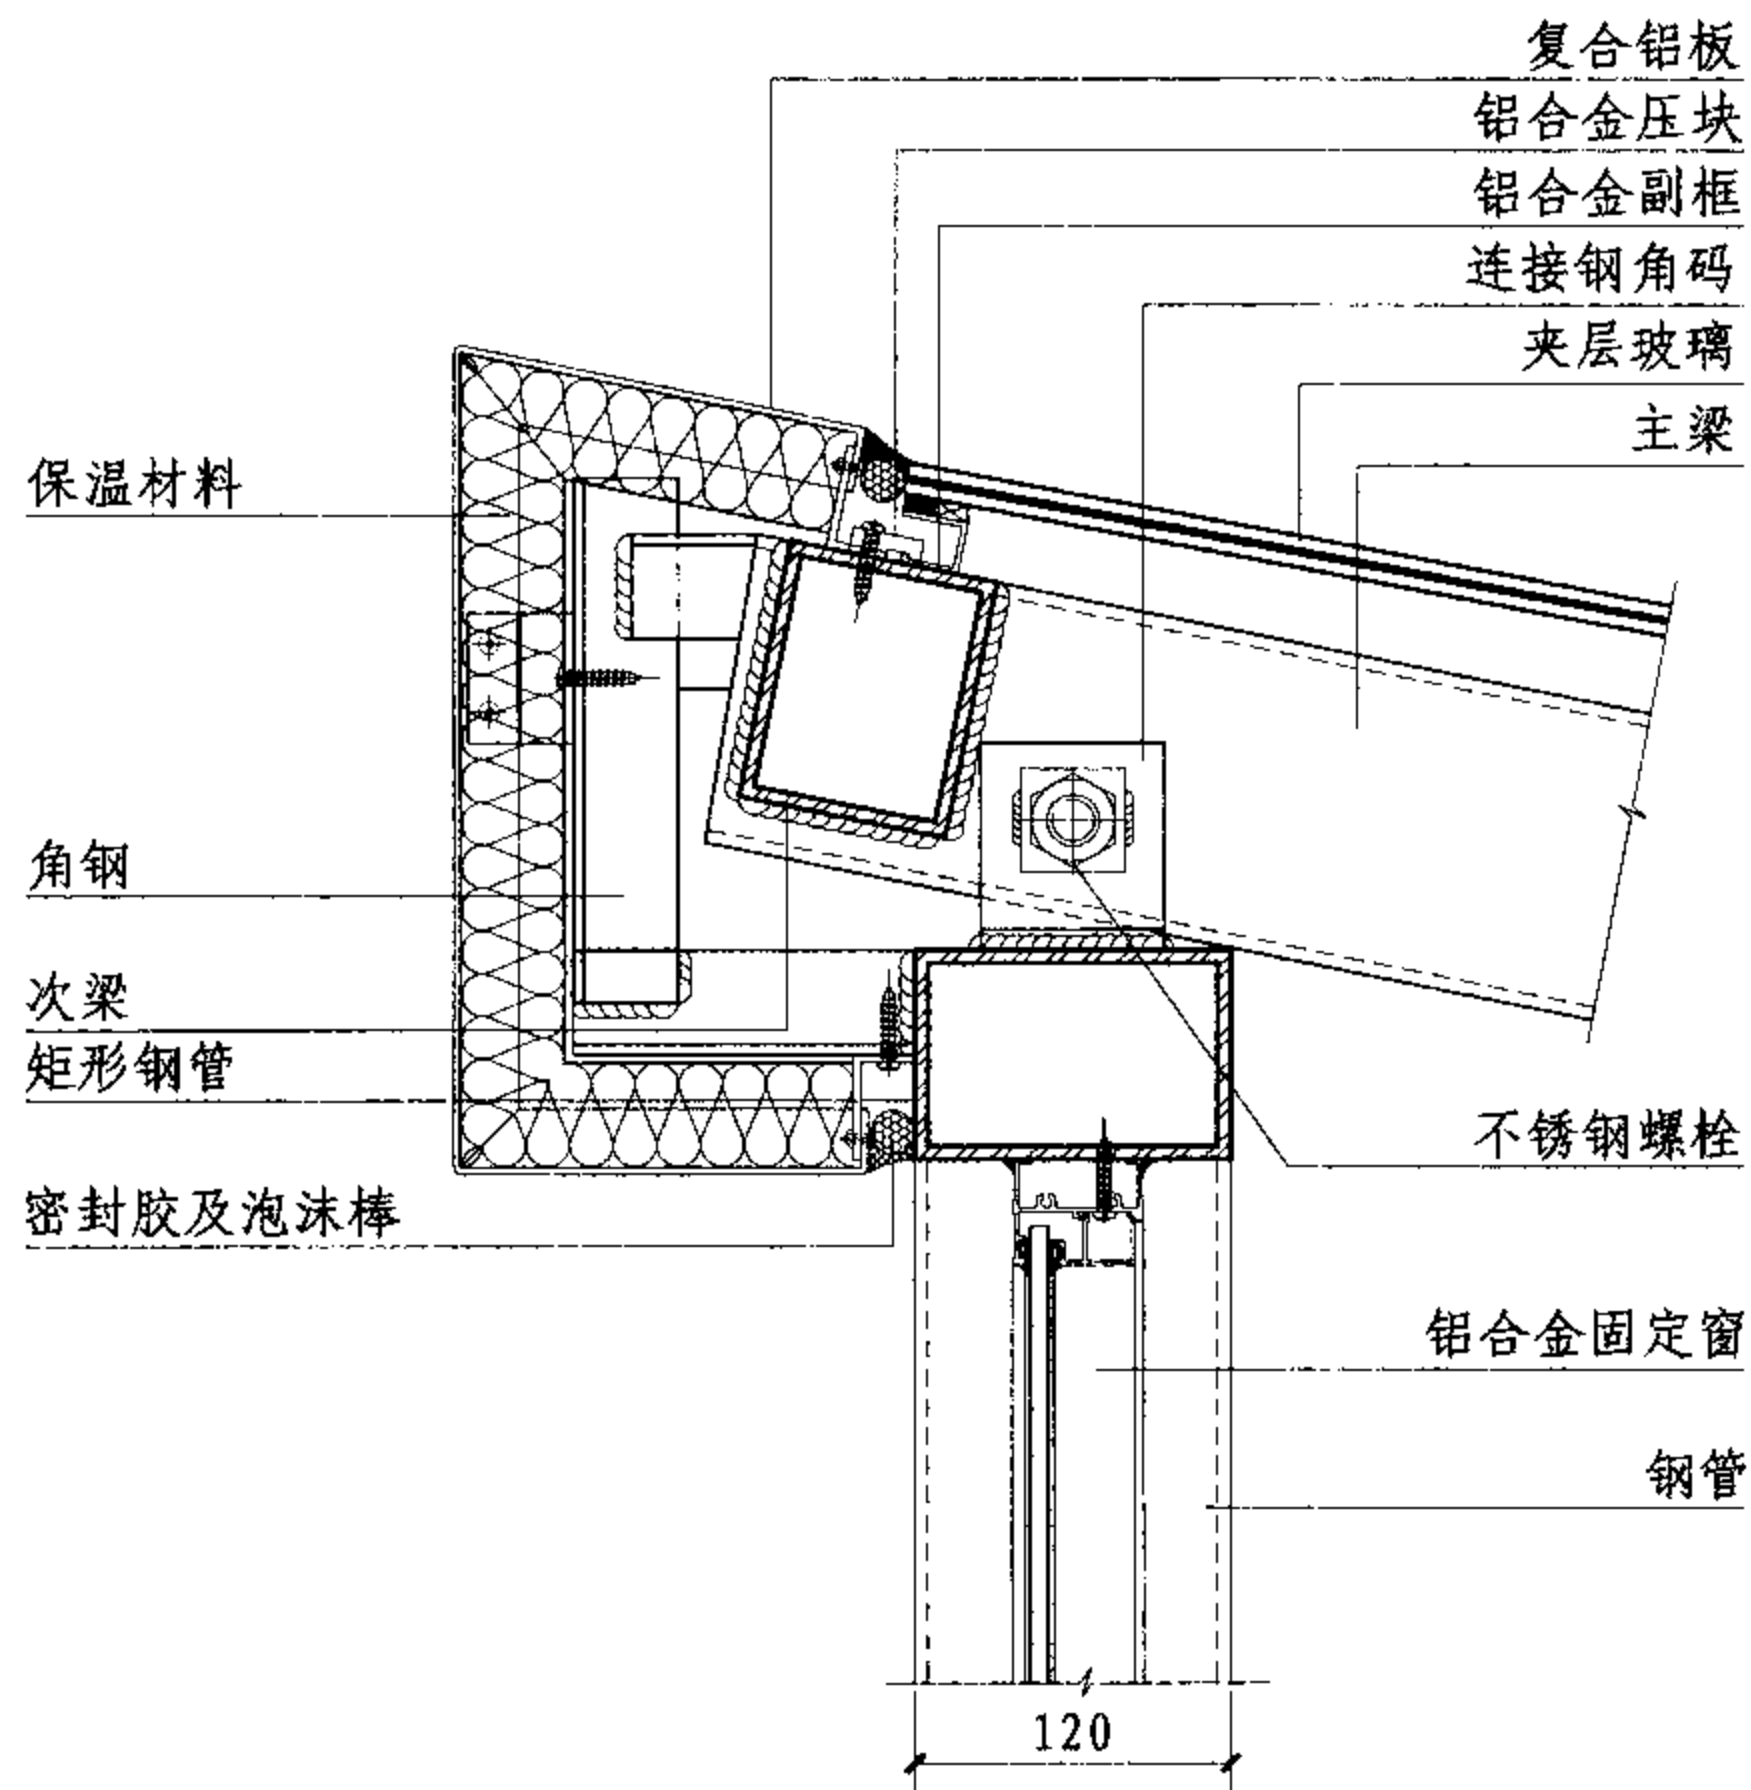 复合铝板
铝合金压块
铝合金副框
连接钢角码
夹层玻璃
主梁
保温材料
角钢
次梁
矩形钢管
不锈钢螺栓
密封胶及泡沫棒
铝合金固定窗
钢管
120